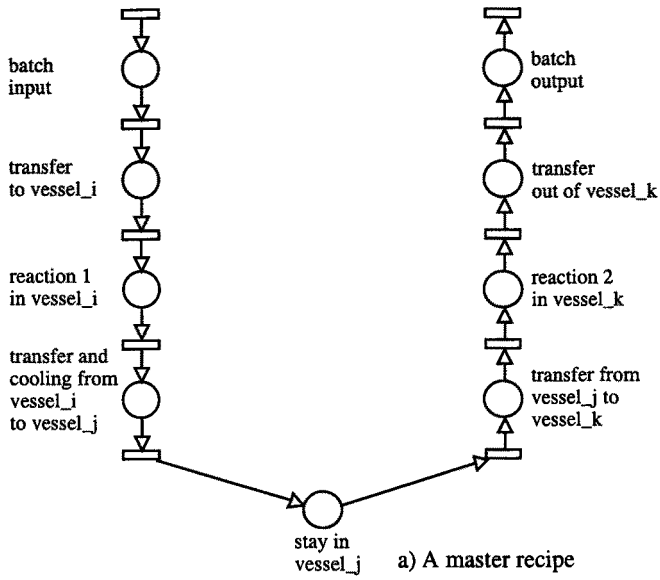 batch
input
transfer
to vessel_i
reaction 1
in vessel_i
transfer and
cooling from
vessel_i
to vessel_j
stay in
vessel_j
batch
output
transfer
out of vessel_k
reaction 2
in vessel_k
transfer from
vessel_j to
vessel_k
a) A master recipe